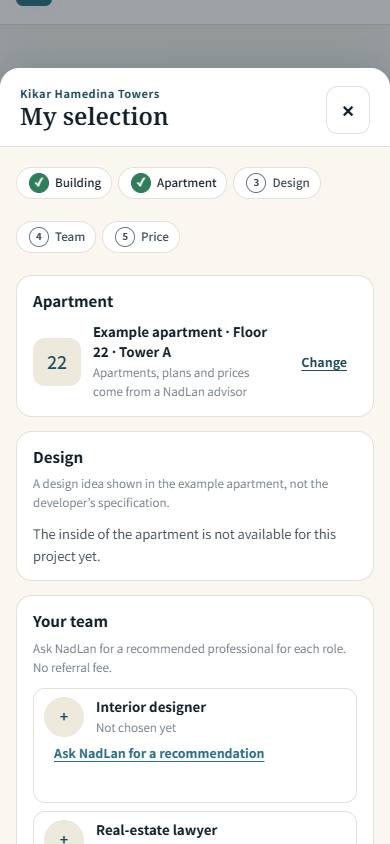 Kikar Hamedina Towers
My selection
✕
✓ Building
✓ Apartment
3 Design
4 Team
5 Price
Apartment
22
Example apartment · Floor
22 · Tower A
Apartments, plans and prices
come from a NadLan advisor
Change
Design
A design idea shown in the example apartment, not the
developer’s specification.
The inside of the apartment is not available for this
project yet.
Your team
Ask NadLan for a recommended professional for each role.
No referral fee.
+
Interior designer
Not chosen yet
Ask NadLan for a recommendation
+
Real-estate lawyer